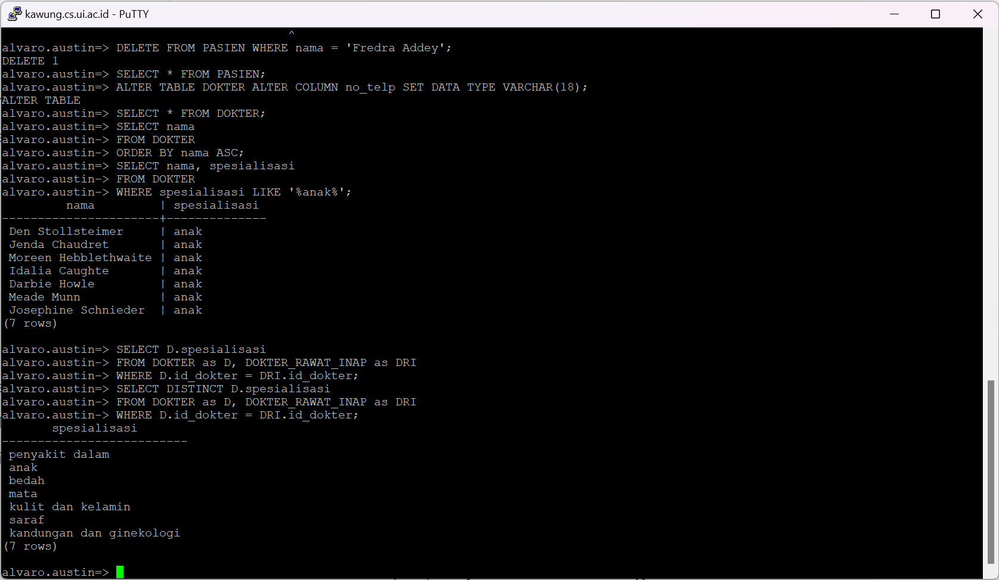 kawung.cs.ui.ac.id - PuTTY
^
alvaro.austin=> DELETE FROM PASIEN WHERE nama = 'Fredra Addey';
DELETE 1
alvaro.austin=> SELECT * FROM PASIEN;
alvaro.austin=> ALTER TABLE DOKTER ALTER COLUMN no_telp SET DATA TYPE VARCHAR(18);
ALTER TABLE
alvaro.austin=> SELECT * FROM DOKTER;
alvaro.austin=> SELECT nama
alvaro.austin-> FROM DOKTER
alvaro.austin-> ORDER BY nama ASC;
alvaro.austin=> SELECT nama, spesialisasi
alvaro.austin-> FROM DOKTER
alvaro.austin-> WHERE spesialisasi LIKE '%anak%';
         nama         | spesialisasi
----------------------+--------------
 Den Stollsteimer     | anak
 Jenda Chaudret       | anak
 Moreen Hebblethwaite | anak
 Idalia Caughte       | anak
 Darbie Howle         | anak
 Meade Munn           | anak
 Josephine Schnieder  | anak
(7 rows)
alvaro.austin=> SELECT D.spesialisasi
alvaro.austin-> FROM DOKTER as D, DOKTER_RAWAT_INAP as DRI
alvaro.austin-> WHERE D.id_dokter = DRI.id_dokter;
alvaro.austin=> SELECT DISTINCT D.spesialisasi
alvaro.austin-> FROM DOKTER as D, DOKTER_RAWAT_INAP as DRI
alvaro.austin-> WHERE D.id_dokter = DRI.id_dokter;
       spesialisasi
--------------------------
 penyakit dalam
 anak
 bedah
 mata
 kulit dan kelamin
 saraf
 kandungan dan ginekologi
(7 rows)
alvaro.austin=>